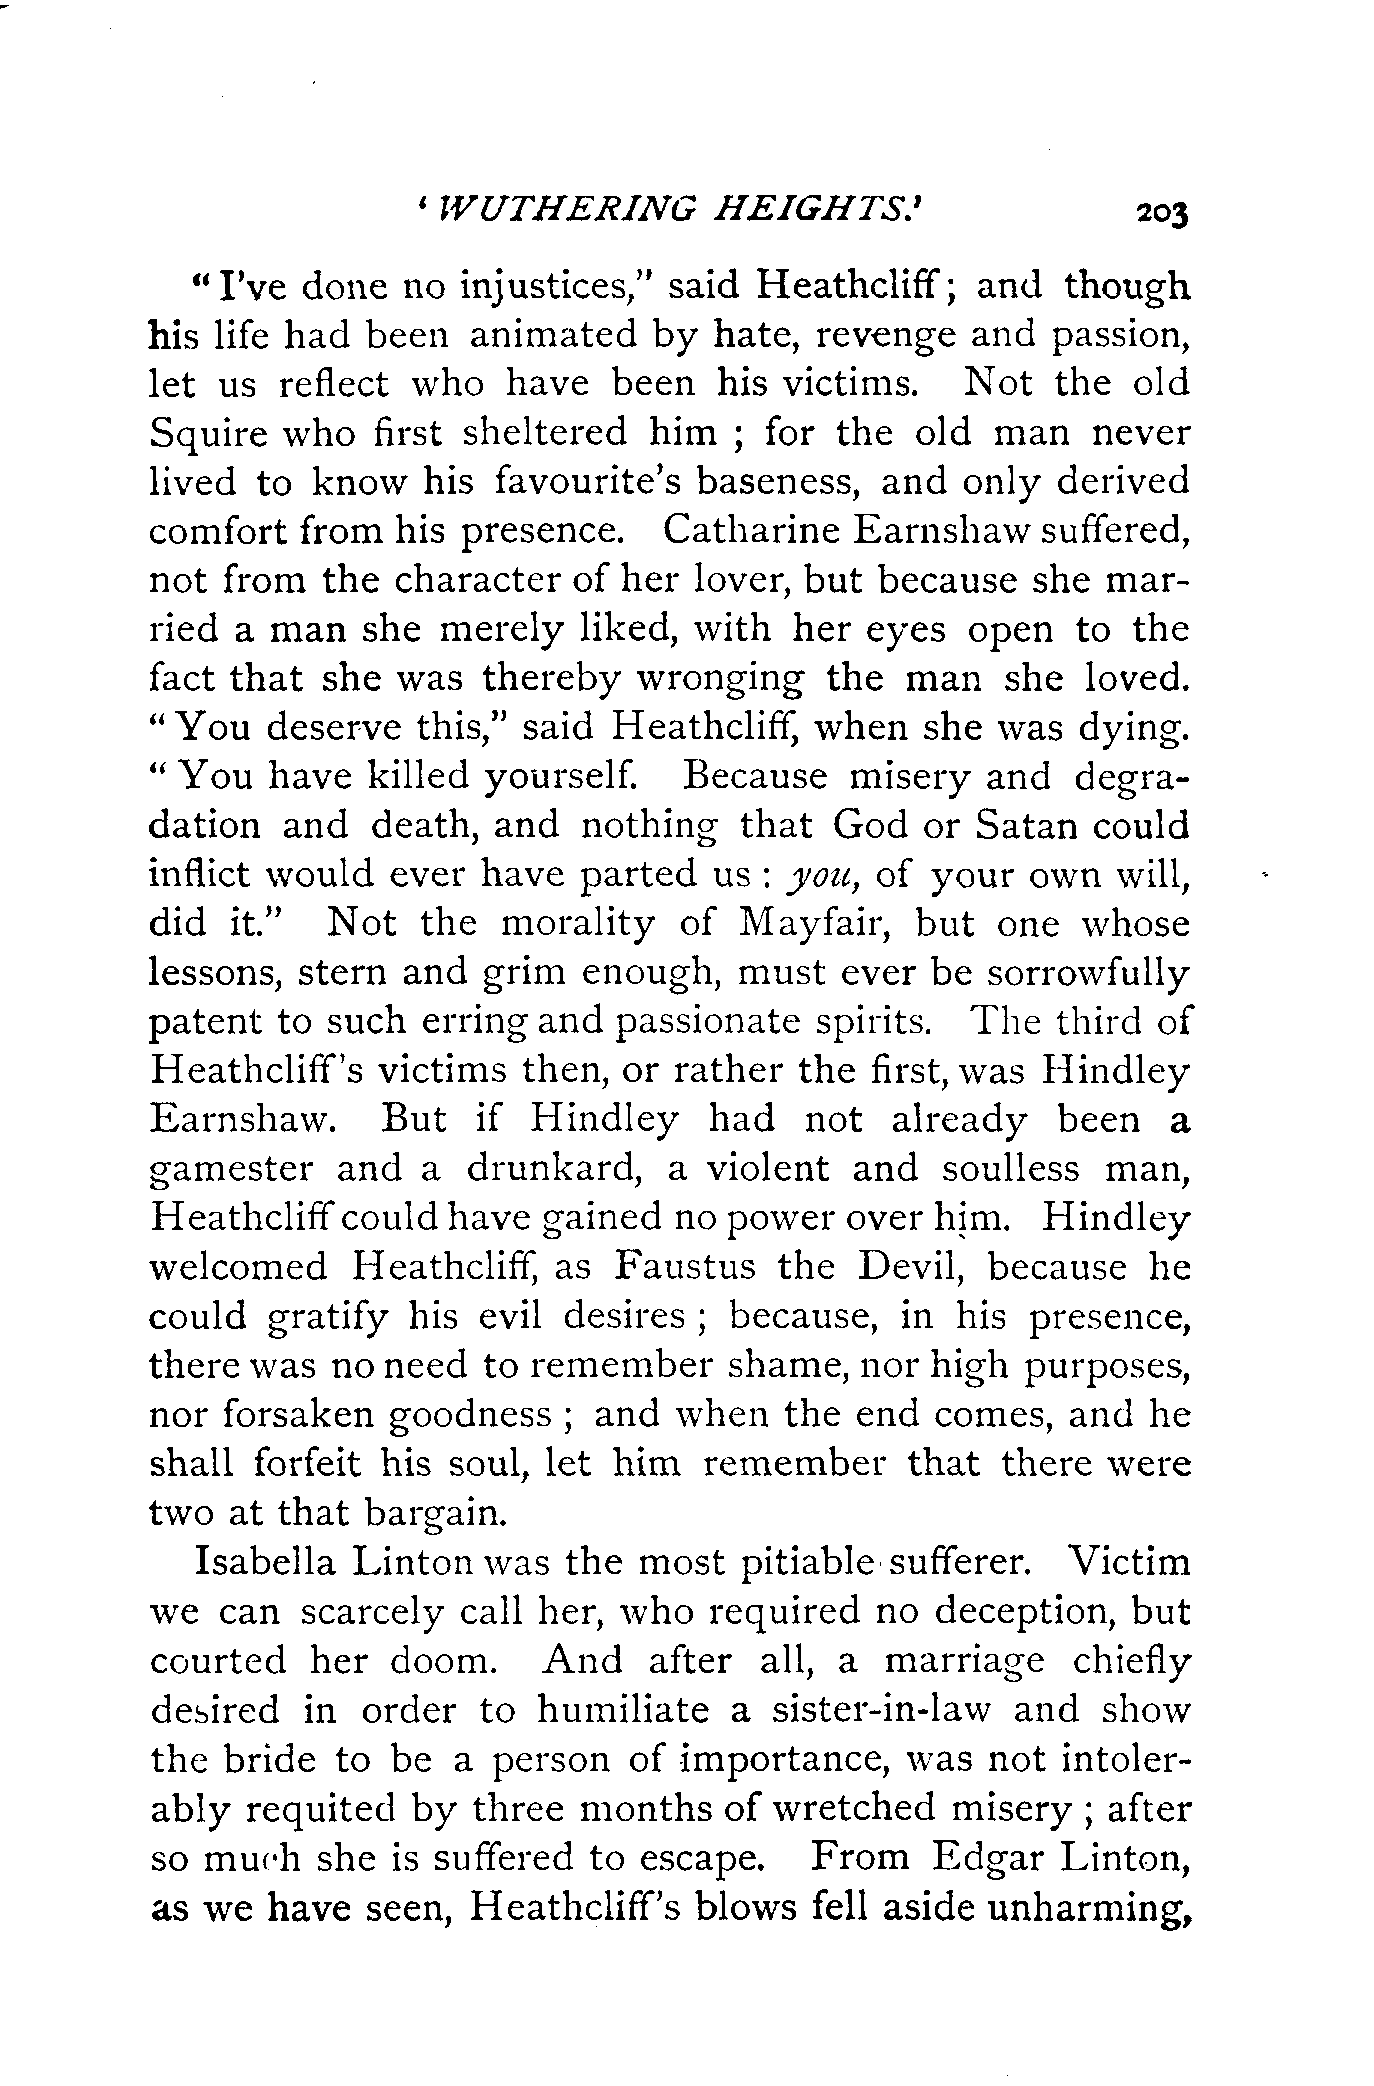 ‘ WUTHERING HEIGHTS.’ 203
“ I’ve done no injustices,” said Heathcliff ; and though
his life had been animated by hate, revenge and passion,
let us reflect who have been his victims. Not the old
Squire who first sheltered him ; for the old man never
lived to know his favourite’s baseness, and only derived
comfort from his presence. Catharine Earnshaw suffered,
not from the character of her lover, but because she mar-
ried a man she merely liked, with her eyes open to the
fact that she was thereby wronging the man she loved.
“ You deserve this,” said Heathcliff, when she was dying.
“ You have killed yourself. Because misery and degra-
dation and death, and nothing that God or Satan could
inflict would ever have parted us : you, of your own will,
did it.” Not the morality of Mayfair, but one whose
lessons, stern and grim enough, must ever be sorrowfully
patent to such erring and passionate spirits. The third of
Heathcliff’s victims then, or rather the first, was Hindley
Earnshaw. But if Hindley had not already been a
gamester and a drunkard, a violent and soulless man,
Heathcliff could have gained no power over him. Hindley
welcomed Heathcliff, as Faustus the Devil, because he
could gratify his evil desires ; because, in his presence,
there was no need to remember shame, nor high purposes,
nor forsaken goodness ; and when the end comes, and he
shall forfeit his soul, let him remember that there were
two at that bargain.
Isabella Linton was the most pitiable sufferer. Victim
we can scarcely call her, who required no deception, but
courted her doom. And after all, a marriage chiefly
desired in order to humiliate a sister-in-law and show
the bride to be a person of importance, was not intoler-
ably requited by three months of wretched misery ; after
so much she is suffered to escape. From Edgar Linton,
as we have seen, Heathcliff’s blows fell aside unharming,